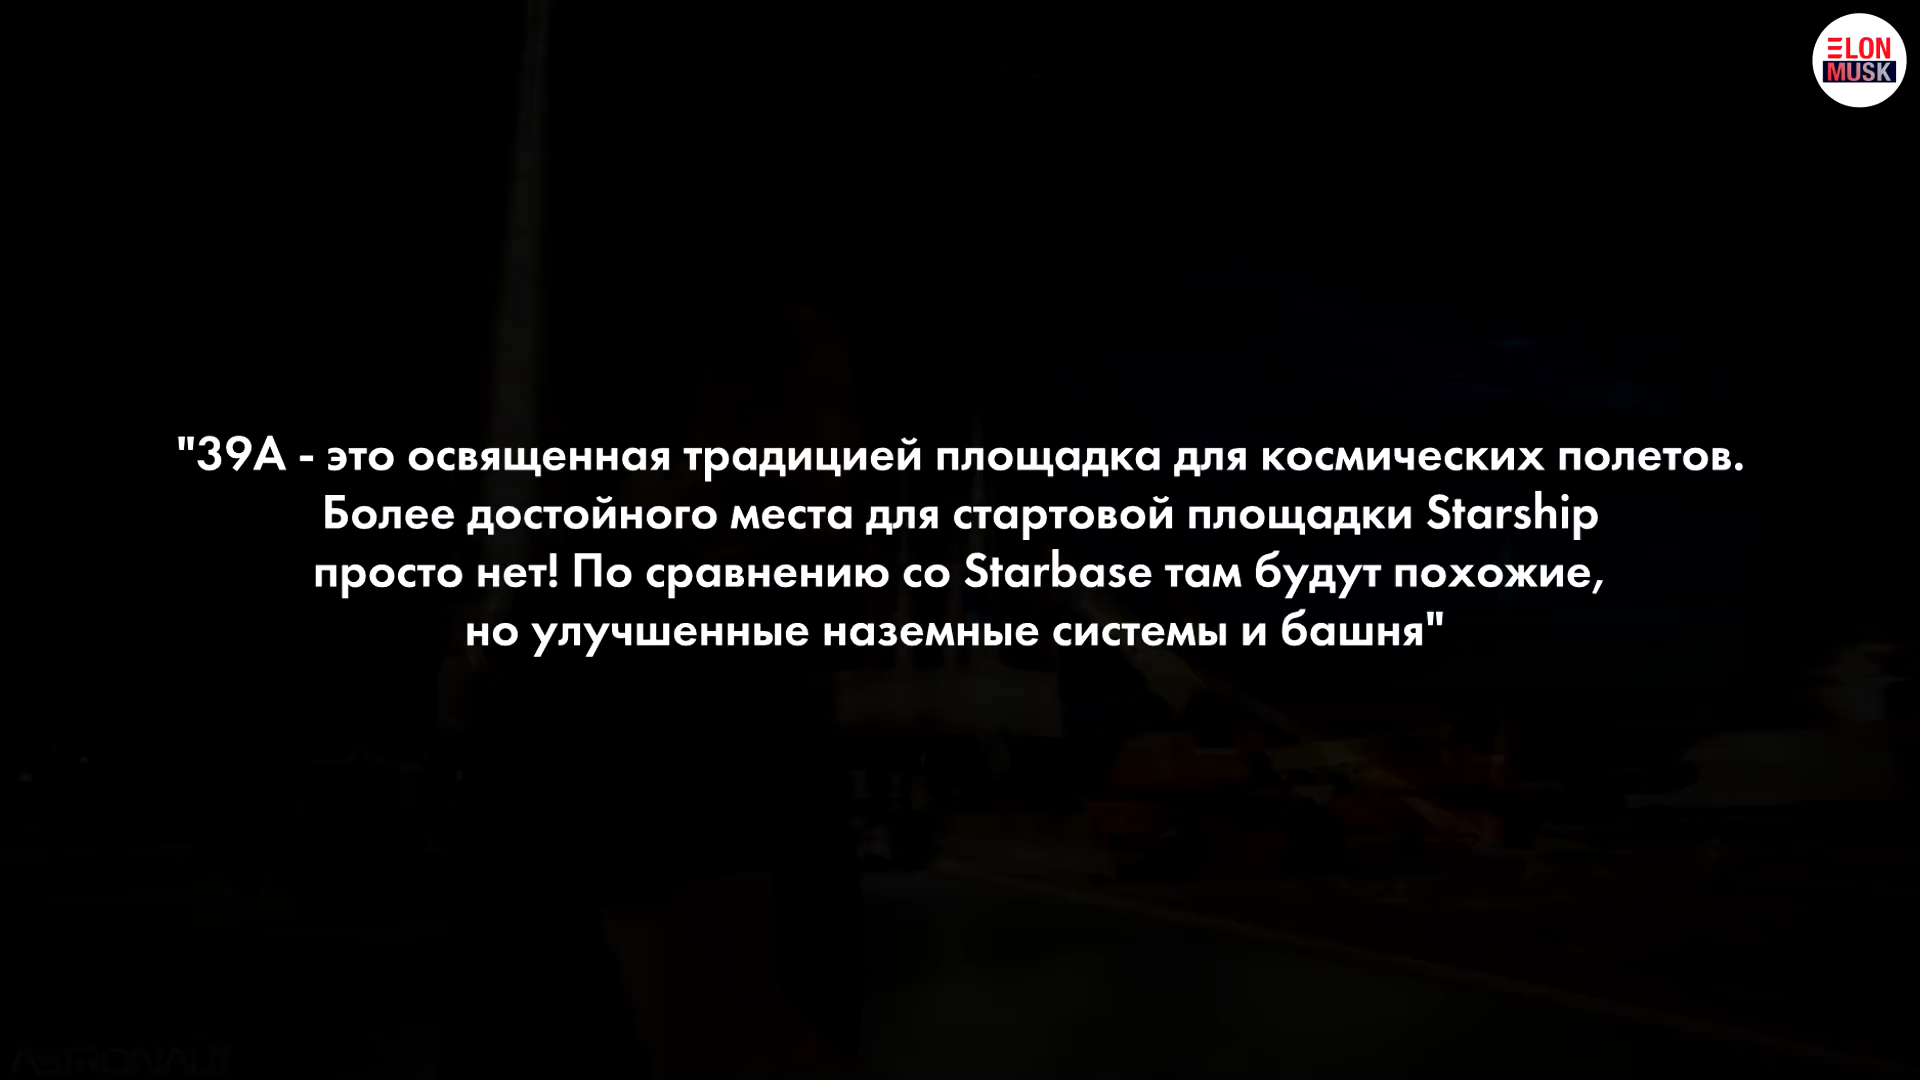 ELON
MUSK
"39A - это освященная традицией площадка для космических полетов.
Более достойного места для стартовой площадки Starship
просто нет! По сравнению со Starbase там будут похожие,
но улучшенные наземные системы и башня"